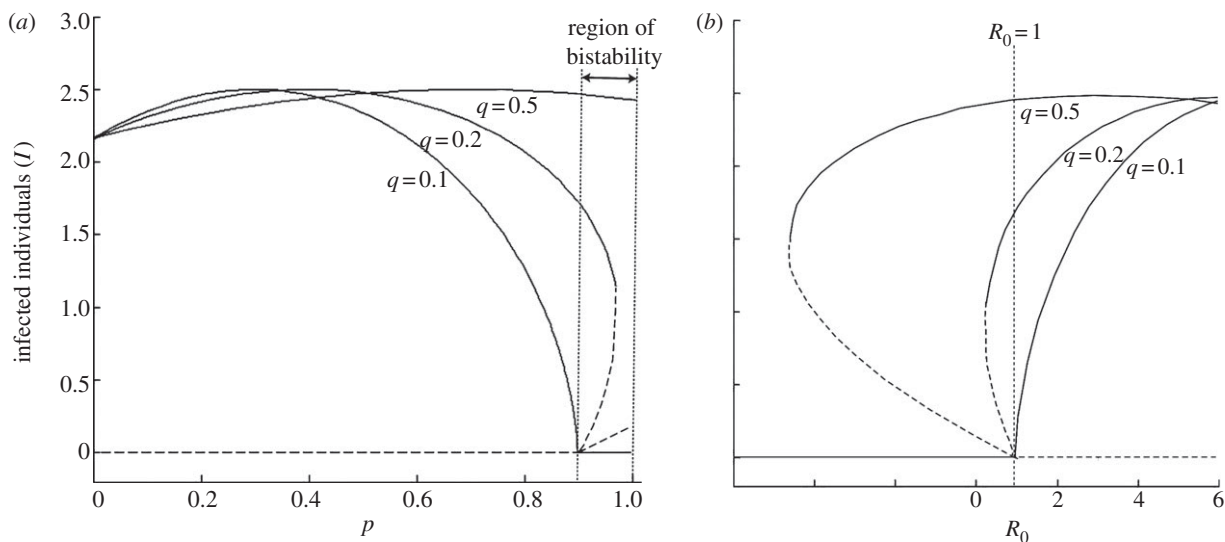 (a)
3.0
2.5
2.0
1.5
1.0
0.5
0
infected individuals (I)
region of
bistability
q=0.5
q=0.2
q=0.1
0
0.2
0.4
0.6
0.8
1.0
p
(b)
R₀=1
q=0.5
q=0.2
q=0.1
0
2
4
6
R₀